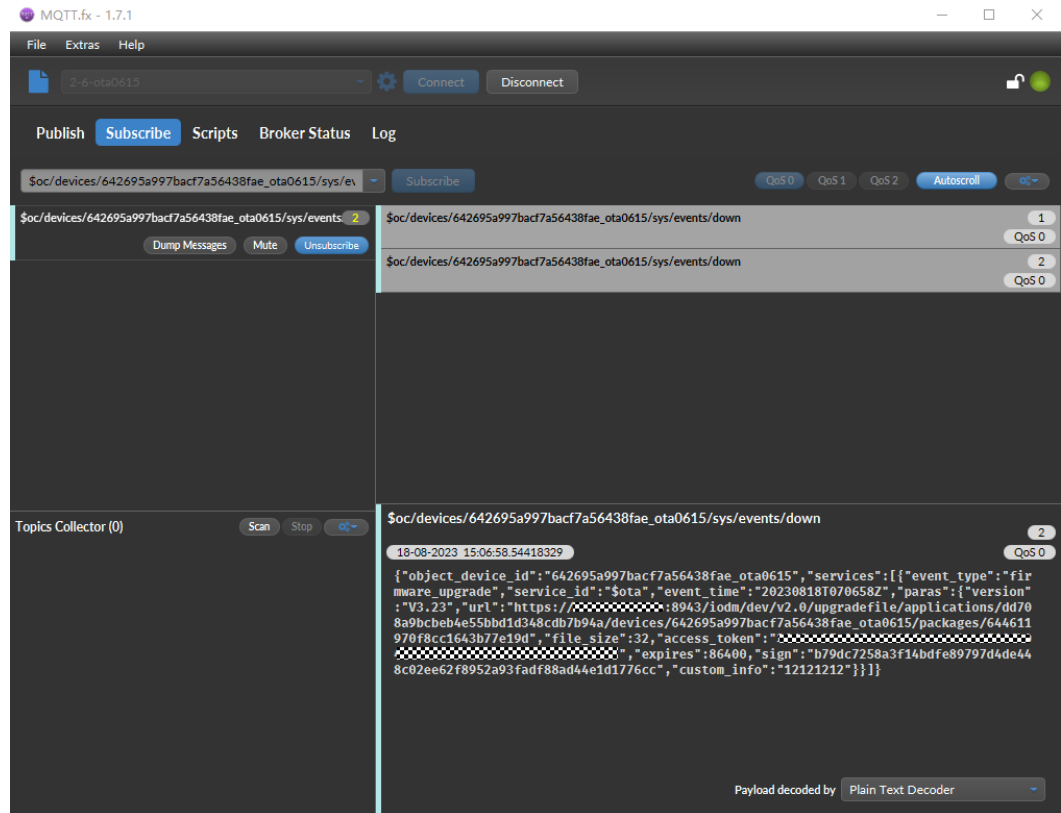 MQTT.fx - 1.7.1
File Extras Help
2-6-ota0615 Connect Disconnect
Publish Subscribe Scripts Broker Status Log
$oc/devices/642695a997bacf7a56438fae_ota0615/sys/ev Subscribe QoS 0 QoS 1 QoS 2 Autoscroll
$oc/devices/642695a997bacf7a56438fae_ota0615/sys/events 2
Dump Messages Mute Unsubscribe
$oc/devices/642695a997bacf7a56438fae_ota0615/sys/events/down 1
QoS 0
$oc/devices/642695a997bacf7a56438fae_ota0615/sys/events/down 2
QoS 0
Topics Collector (0) Scan Stop
$oc/devices/642695a997bacf7a56438fae_ota0615/sys/events/down
2
18-08-2023 15:06:58.54418329 QoS 0
{"object_device_id":"642695a997bacf7a56438fae_ota0615","services":[{"event_type":"fir
mware_upgrade","service_id":"$ota","event_time":"20230818T070658Z","paras":{"version"
:"V3.23","url":"https:// :8943/iodm/dev/v2.0/upgradefile/applications/dd70
8a9bcbeb4e55bbd1d348cdb7b94a/devices/642695a997bacf7a56438fae_ota0615/packages/644611
970f8cc1643b77e19d","file_size":32,"access_token":"
","expires":86400,"sign":"b79dc7258a3f14bdfe89797d4de44
8c02ee62f8952a93fadf88ad44e1d1776cc","custom_info":"12121212"}}]}
Payload decoded by Plain Text Decoder